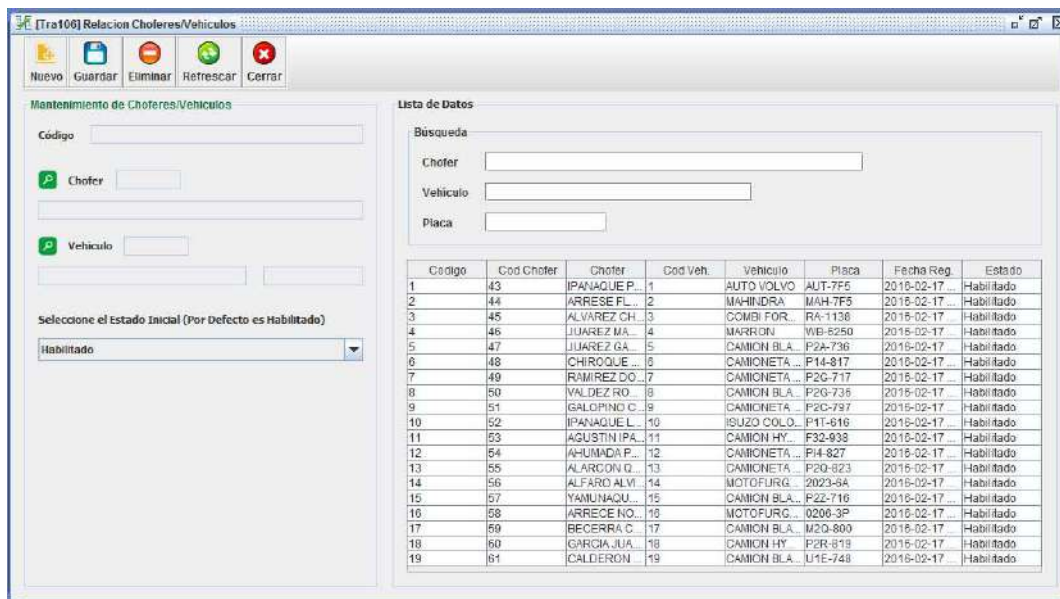 [Tra106] Relacion Choferes/Vehiculos
Nuevo Guardar Eliminar Refrescar Cerrar
Mantenimiento de Choferes/Vehiculos
Código
Chofer
Vehiculo
Seleccione el Estado Inicial (Por Defecto es Habilitado)
Habilitado
Lista de Datos
Búsqueda
Chofer
Vehículo
Placa
Codigo Cod Chofer Chofer Cod Veh. Vehiculo Placa Fecha Reg. Estado
1 43 IPANAQUE P... 1 AUTO VOLVO AUT-7F5 2016-02-17 ... Habilitado
2 44 ARRESE FL... 2 MAHINDRA MAH-7F5 2016-02-17 ... Habilitado
3 45 ALVAREZ CH... 3 COMBI FOR... RA-1138 2016-02-17 ... Habilitado
4 46 JUAREZ MA... 4 MARRON WB-5250 2016-02-17 ... Habilitado
5 47 JUAREZ GA... 5 CAMION BLA... P2A-736 2016-02-17 ... Habilitado
6 48 CHIROQUE ... 6 CAMIONETA ... P14-817 2016-02-17 ... Habilitado
7 49 RAMIREZ DO... 7 CAMIONETA ... P2G-717 2016-02-17 ... Habilitado
8 50 VALDEZ RO... 8 CAMION BLA... P2G-735 2016-02-17 ... Habilitado
9 51 GALOPINO C... 9 CAMIONETA ... P2C-797 2016-02-17 ... Habilitado
10 52 IPANAQUE L... 10 ISUZO COLO... P1T-616 2016-02-17 ... Habilitado
11 53 AGUSTIN IPA... 11 CAMION HY... F32-938 2016-02-17 ... Habilitado
12 54 AHUMADA P... 12 CAMIONETA ... PI4-827 2016-02-17 ... Habilitado
13 55 ALARCON Q... 13 CAMIONETA ... P2Q-823 2016-02-17 ... Habilitado
14 56 ALFARO ALVI... 14 MOTOFURG... 2023-6A 2016-02-17 ... Habilitado
15 57 YAMUNAQU... 15 CAMION BLA... P2Z-716 2016-02-17 ... Habilitado
16 58 ARRECE NO... 16 MOTOFURG... 0206-3P 2016-02-17 ... Habilitado
17 59 BECERRA C... 17 CAMION BLA... M2Q-800 2016-02-17 ... Habilitado
18 60 GARCIA JUA... 18 CAMION HY... P2R-819 2016-02-17 ... Habilitado
19 61 CALDERON ... 19 CAMION BLA... U1E-748 2016-02-17 ... Habilitado